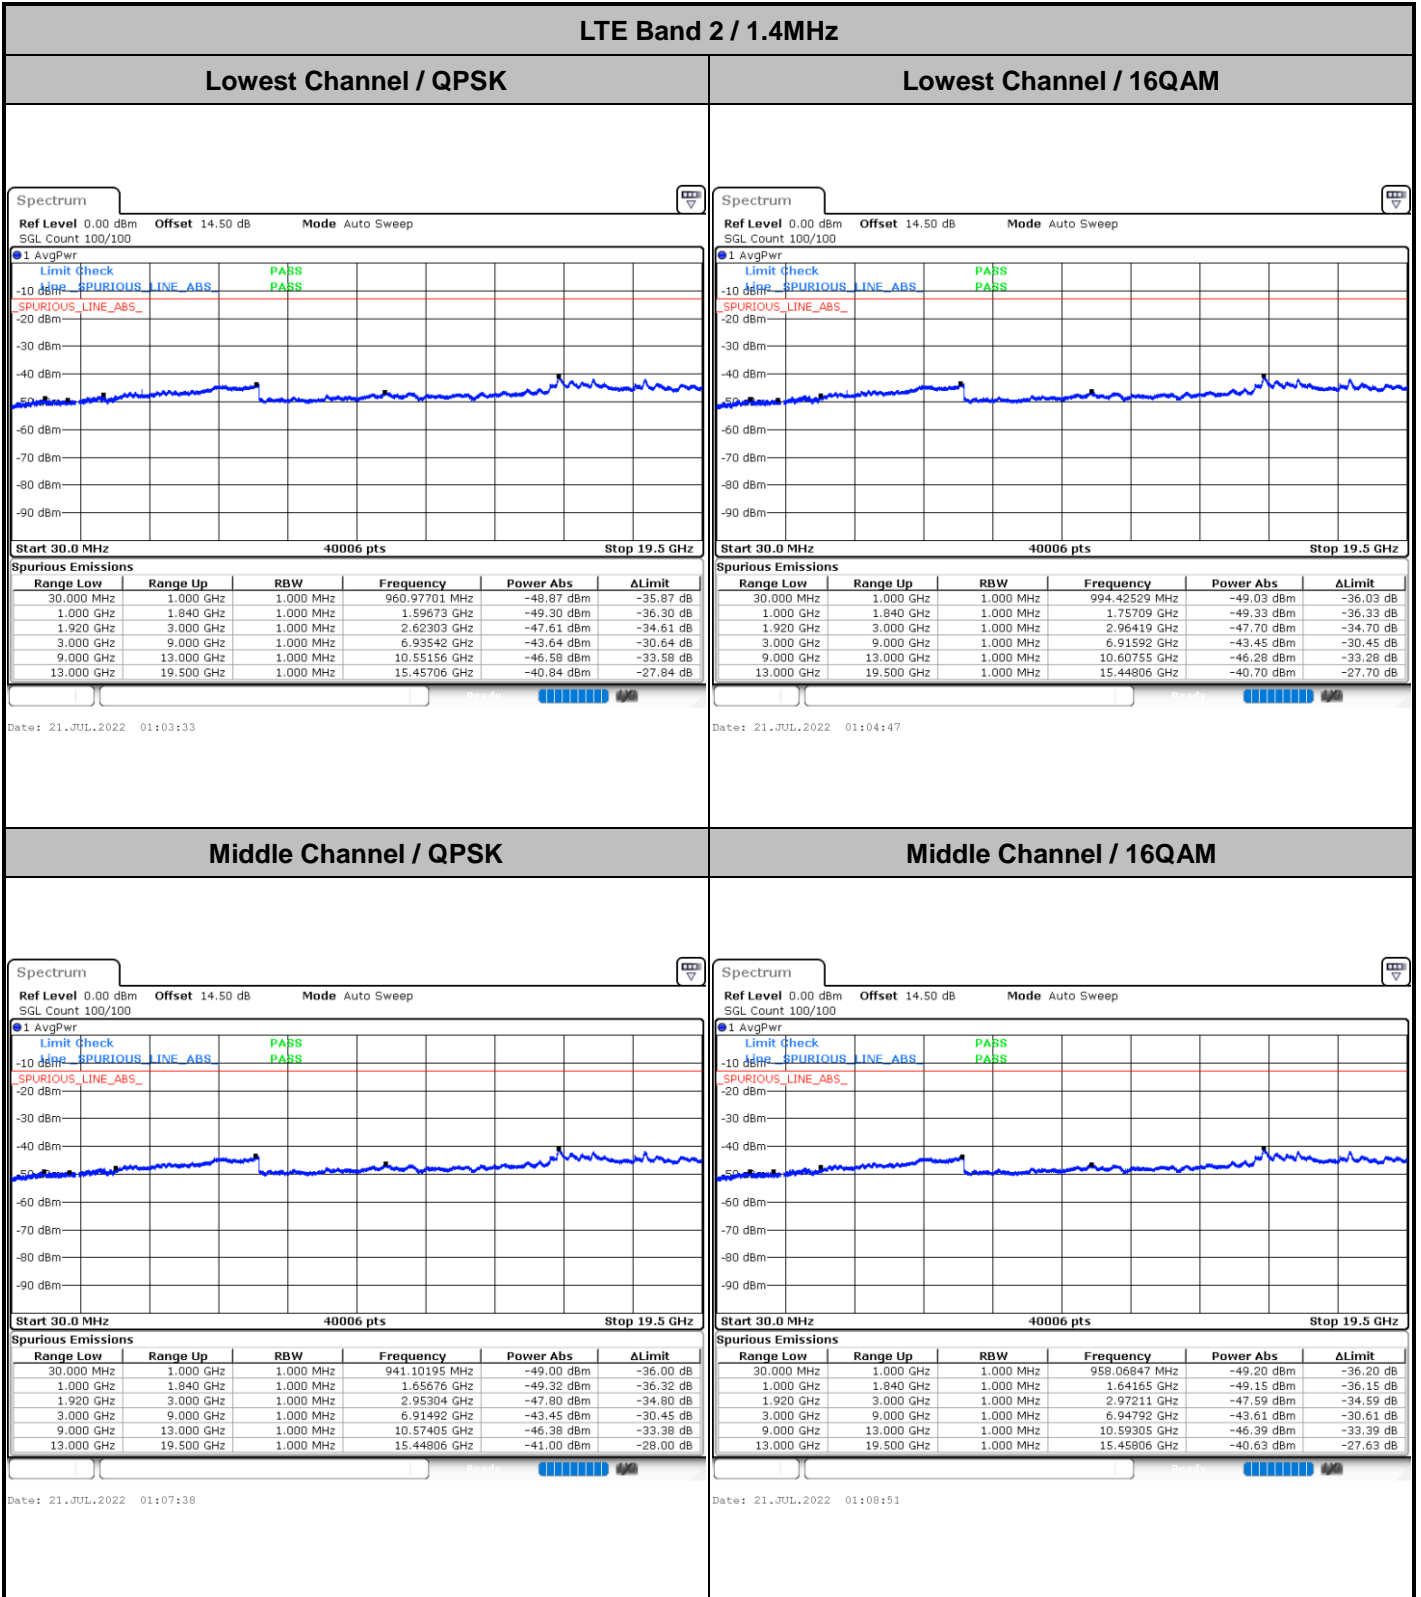 LTE Band 2 / 1.4MHz
Lowest Channel / QPSK
Lowest Channel / 16QAM
Spectrum
Ref Level 0.00 dBm Offset 14.50 dB Mode Auto Sweep
SGL Count 100/100
1 AvgPwr
Limit Check PASS
Line _SPURIOUS_LINE_ABS_ PASS
-10 dBm
_SPURIOUS_LINE_ABS_
-20 dBm
-30 dBm
-40 dBm
-50
-60 dBm
-70 dBm
-80 dBm
-90 dBm
Start 30.0 MHz 40006 pts Stop 19.5 GHz
Spurious Emissions
Range Low Range Up RBW Frequency Power Abs ΔLimit
30.000 MHz 1.000 GHz 1.000 MHz 960.97701 MHz -48.87 dBm -35.87 dB
1.000 GHz 1.840 GHz 1.000 MHz 1.59673 GHz -49.30 dBm -36.30 dB
1.920 GHz 3.000 GHz 1.000 MHz 2.62303 GHz -47.61 dBm -34.61 dB
3.000 GHz 9.000 GHz 1.000 MHz 6.93542 GHz -43.64 dBm -30.64 dB
9.000 GHz 13.000 GHz 1.000 MHz 10.55156 GHz -46.58 dBm -33.58 dB
13.000 GHz 19.500 GHz 1.000 MHz 15.45706 GHz -40.84 dBm -27.84 dB
Ready
Date: 21.JUL.2022 01:03:33
Spectrum
Ref Level 0.00 dBm Offset 14.50 dB Mode Auto Sweep
SGL Count 100/100
1 AvgPwr
Limit Check PASS
Line _SPURIOUS_LINE_ABS_ PASS
-10 dBm
_SPURIOUS_LINE_ABS_
-20 dBm
-30 dBm
-40 dBm
-50
-60 dBm
-70 dBm
-80 dBm
-90 dBm
Start 30.0 MHz 40006 pts Stop 19.5 GHz
Spurious Emissions
Range Low Range Up RBW Frequency Power Abs ΔLimit
30.000 MHz 1.000 GHz 1.000 MHz 994.42529 MHz -49.03 dBm -36.03 dB
1.000 GHz 1.840 GHz 1.000 MHz 1.75709 GHz -49.33 dBm -36.33 dB
1.920 GHz 3.000 GHz 1.000 MHz 2.96419 GHz -47.70 dBm -34.70 dB
3.000 GHz 9.000 GHz 1.000 MHz 6.91592 GHz -43.45 dBm -30.45 dB
9.000 GHz 13.000 GHz 1.000 MHz 10.60755 GHz -46.28 dBm -33.28 dB
13.000 GHz 19.500 GHz 1.000 MHz 15.44806 GHz -40.70 dBm -27.70 dB
Ready
Date: 21.JUL.2022 01:04:47
Middle Channel / QPSK
Middle Channel / 16QAM
Spectrum
Ref Level 0.00 dBm Offset 14.50 dB Mode Auto Sweep
SGL Count 100/100
1 AvgPwr
Limit Check PASS
Line _SPURIOUS_LINE_ABS_ PASS
-10 dBm
_SPURIOUS_LINE_ABS_
-20 dBm
-30 dBm
-40 dBm
-50
-60 dBm
-70 dBm
-80 dBm
-90 dBm
Start 30.0 MHz 40006 pts Stop 19.5 GHz
Spurious Emissions
Range Low Range Up RBW Frequency Power Abs ΔLimit
30.000 MHz 1.000 GHz 1.000 MHz 941.10195 MHz -49.00 dBm -36.00 dB
1.000 GHz 1.840 GHz 1.000 MHz 1.65676 GHz -49.32 dBm -36.32 dB
1.920 GHz 3.000 GHz 1.000 MHz 2.95304 GHz -47.80 dBm -34.80 dB
3.000 GHz 9.000 GHz 1.000 MHz 6.91492 GHz -43.45 dBm -30.45 dB
9.000 GHz 13.000 GHz 1.000 MHz 10.57405 GHz -46.38 dBm -33.38 dB
13.000 GHz 19.500 GHz 1.000 MHz 15.44806 GHz -41.00 dBm -28.00 dB
Ready
Date: 21.JUL.2022 01:07:38
Spectrum
Ref Level 0.00 dBm Offset 14.50 dB Mode Auto Sweep
SGL Count 100/100
1 AvgPwr
Limit Check PASS
Line _SPURIOUS_LINE_ABS_ PASS
-10 dBm
_SPURIOUS_LINE_ABS_
-20 dBm
-30 dBm
-40 dBm
-50
-60 dBm
-70 dBm
-80 dBm
-90 dBm
Start 30.0 MHz 40006 pts Stop 19.5 GHz
Spurious Emissions
Range Low Range Up RBW Frequency Power Abs ΔLimit
30.000 MHz 1.000 GHz 1.000 MHz 958.06847 MHz -49.20 dBm -36.20 dB
1.000 GHz 1.840 GHz 1.000 MHz 1.64165 GHz -49.15 dBm -36.15 dB
1.920 GHz 3.000 GHz 1.000 MHz 2.97211 GHz -47.59 dBm -34.59 dB
3.000 GHz 9.000 GHz 1.000 MHz 6.94792 GHz -43.61 dBm -30.61 dB
9.000 GHz 13.000 GHz 1.000 MHz 10.59305 GHz -46.39 dBm -33.39 dB
13.000 GHz 19.500 GHz 1.000 MHz 15.45806 GHz -40.63 dBm -27.63 dB
Ready
Date: 21.JUL.2022 01:08:51